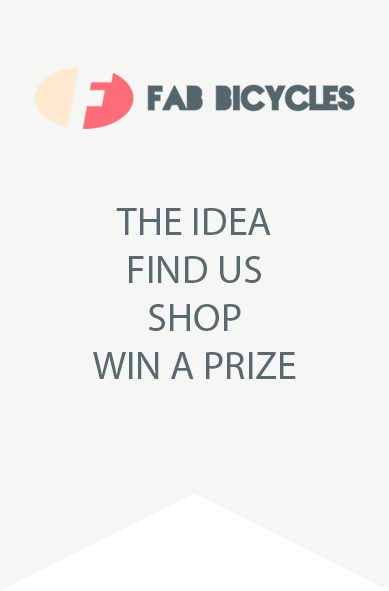 F FAB BICYCLES
THE IDEA
FIND US
SHOP
WIN A PRIZE